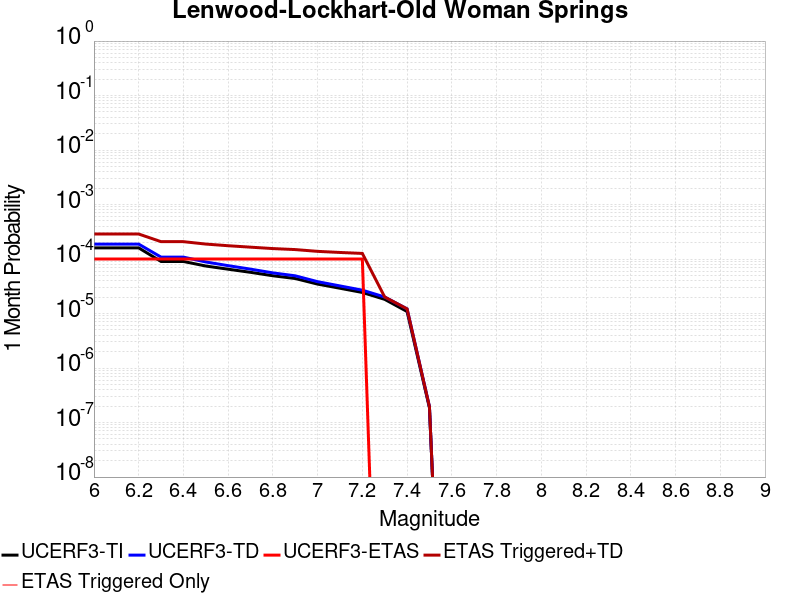 Lenwood-Lockhart-Old Woman Springs
10^0
10^-1
10^-2
10^-3
10^-4
10^-5
10^-6
10^-7
10^-8
1 Month Probability
6 6.2 6.4 6.6 6.8 7 7.2 7.4 7.6 7.8 8 8.2 8.4 8.6 8.8 9
Magnitude
UCERF3-TI UCERF3-TD UCERF3-ETAS ETAS Triggered+TD
ETAS Triggered Only